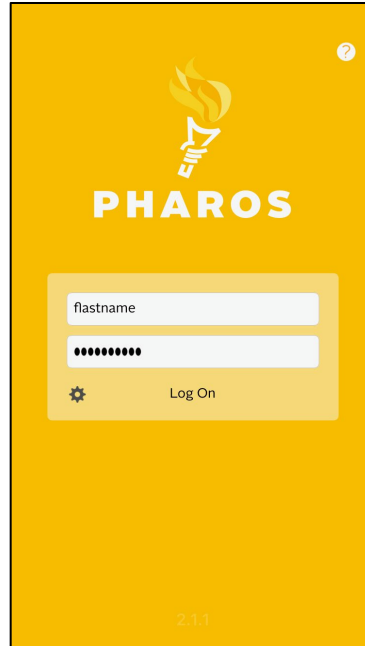 ?
PHAROS
flastname
••••••••••
Log On
2.1.1